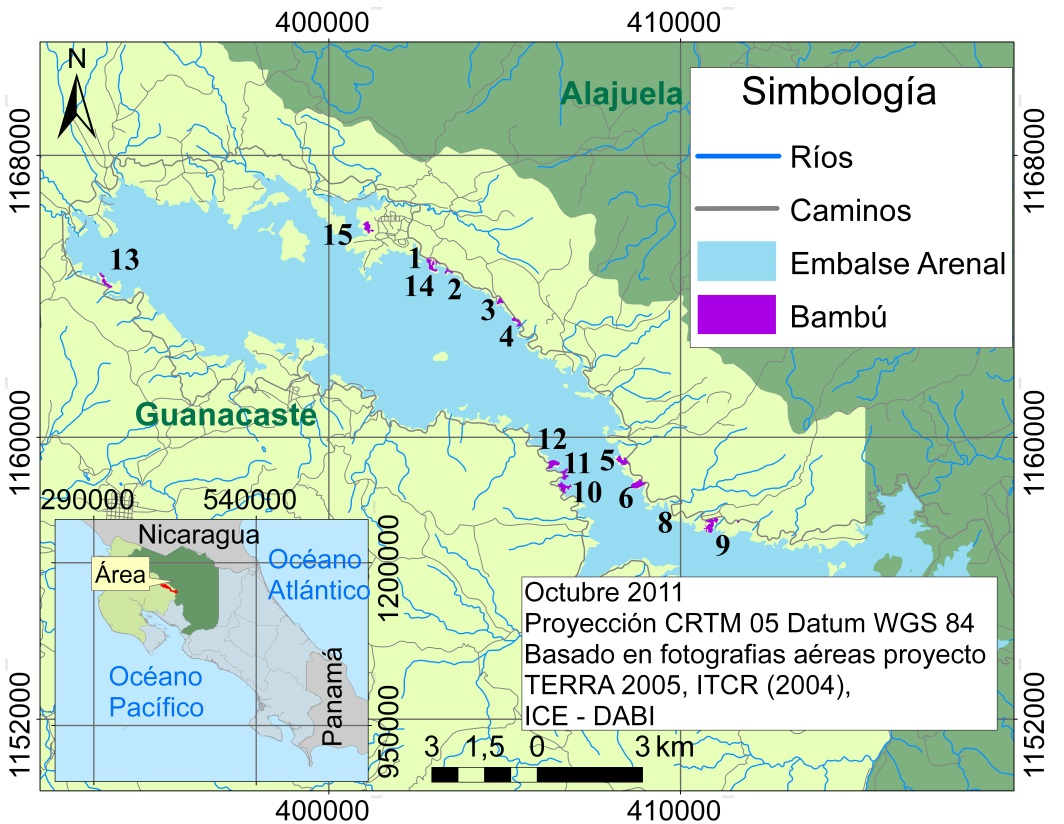 400000
410000
N
Alajuela
Simbología
Ríos
Caminos
Embalse Arenal
Bambú
1168000
1168000
15
13
1
14
2
3
4
Guanacaste
1160000
1160000
12
11
10
5
6
8
9
290000
540000
Nicaragua
Océano
Atlántico
Área
Océano
Pacífico
Panamá
1200000
950000
Octubre 2011
Proyección CRTM 05 Datum WGS 84
Basado en fotografias aéreas proyecto
TERRA 2005, ITCR (2004),
ICE - DABI
1152000
1152000
3 1,5 0 3 km
400000
410000